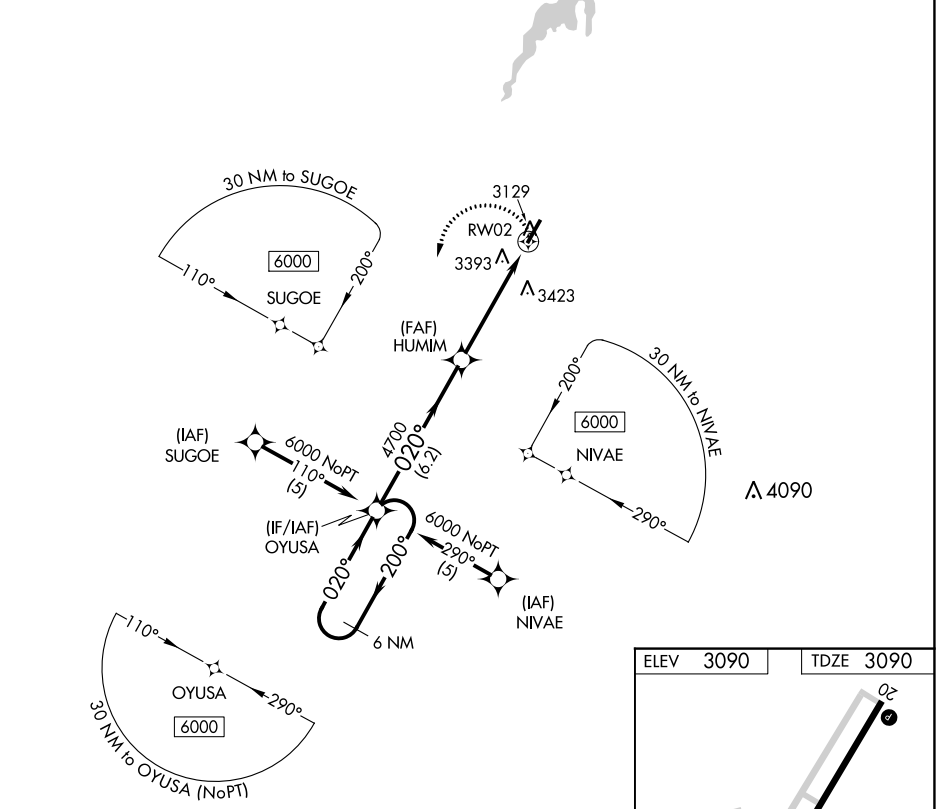 30 NM to SUGOE
6000
110°
200°
SUGOE
3129
RW02
3393
3423
(FAF)
HUMIM
30 NM to NIVAE
200°
6000
NIVAE
290°
4090
(IAF)
SUGOE
6000 NoPT
110°
(5)
4700
020°
(6.2)
(IF/IAF)
OYUSA
6000 NoPT
290°
(5)
020°
200°
(IAF)
NIVAE
6 NM
110°
OYUSA
290°
6000
30 NM to OYUSA (NoPT)
ELEV 3090
TDZE 3090
20
P